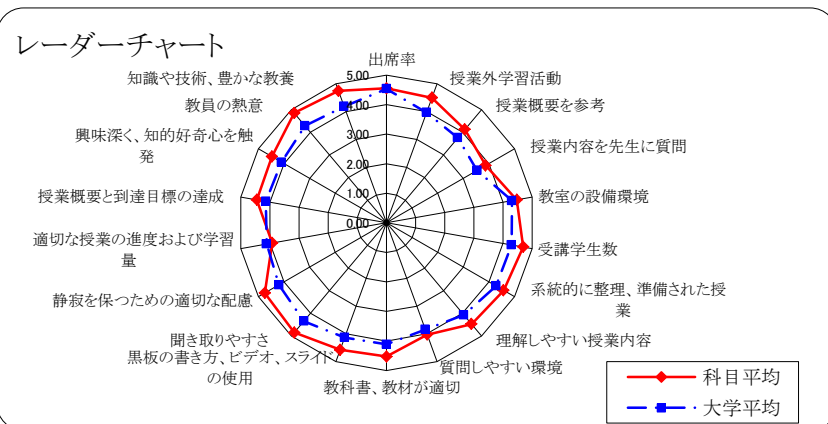 レーダーチャート
出席率
授業外学習活動
授業概要を参考
授業内容を先生に質問
教室の設備環境
受講学生数
系統的に整理、準備された授
業
理解しやすい授業内容
質問しやすい環境
教科書、教材が適切
黒板の書き方、ビデオ、スライド
の使用
聞き取りやすさ
静寂を保つための適切な配慮
適切な授業の進度および学習
量
授業概要と到達目標の達成
興味深く、知的好奇心を触
発
教員の熱意
知識や技術、豊かな教養
5.00
4.00
3.00
2.00
1.00
0.00
科目平均
大学平均